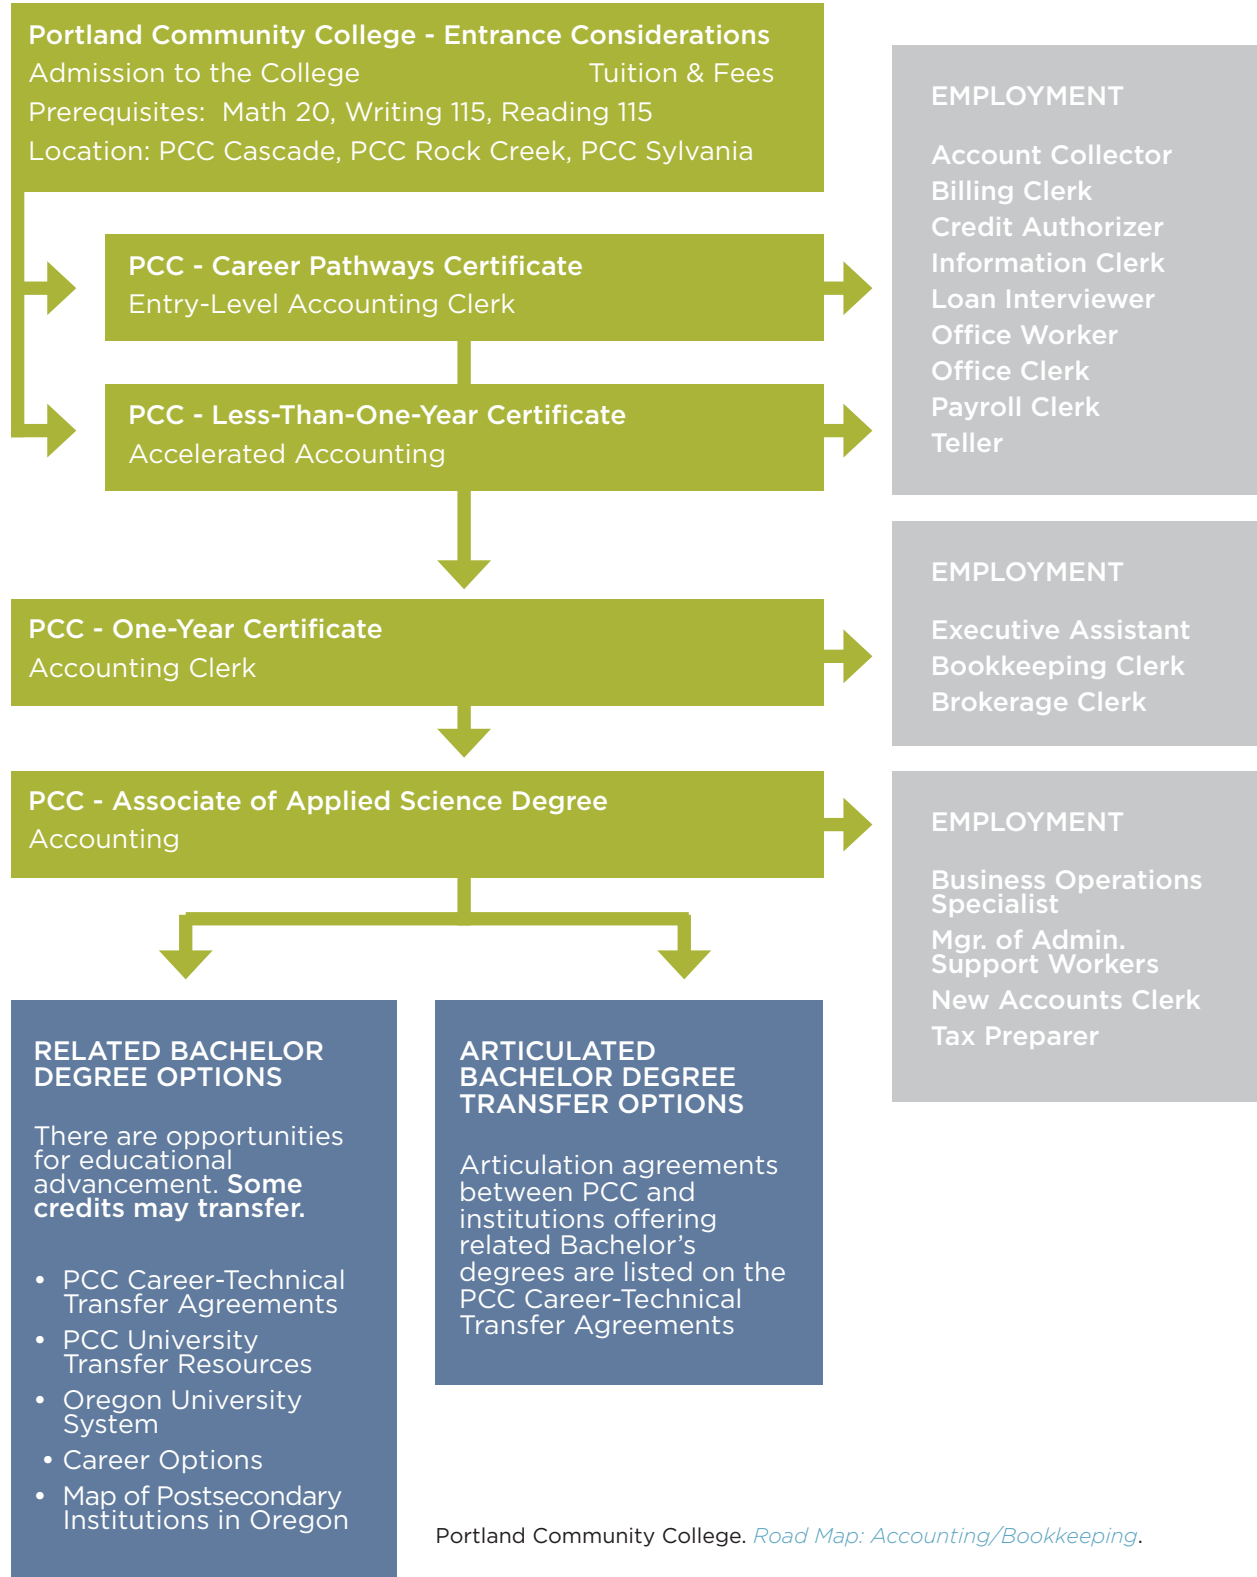 Portland Community College - Entrance Considerations
Admission to the College Tuition & Fees
Prerequisites: Math 20, Writing 115, Reading 115
Location: PCC Cascade, PCC Rock Creek, PCC Sylvania
PCC - Career Pathways Certificate
Entry-Level Accounting Clerk
PCC - Less-Than-One-Year Certificate
Accelerated Accounting
EMPLOYMENT
Account Collector
Billing Clerk
Credit Authorizer
Information Clerk
Loan Interviewer
Office Worker
Office Clerk
Payroll Clerk
Teller
PCC - One-Year Certificate
Accounting Clerk
EMPLOYMENT
Executive Assistant
Bookkeeping Clerk
Brokerage Clerk
PCC - Associate of Applied Science Degree
Accounting
EMPLOYMENT
Business Operations
Specialist
Mgr. of Admin.
Support Workers
New Accounts Clerk
Tax Preparer
RELATED BACHELOR
DEGREE OPTIONS
There are opportunities
for educational
advancement. Some
credits may transfer.
• PCC Career-Technical
Transfer Agreements
• PCC University
Transfer Resources
• Oregon University
System
• Career Options
• Map of Postsecondary
Institutions in Oregon
ARTICULATED
BACHELOR DEGREE
TRANSFER OPTIONS
Articulation agreements
between PCC and
institutions offering
related Bachelor’s
degrees are listed on the
PCC Career-Technical
Transfer Agreements
Portland Community College. Road Map: Accounting/Bookkeeping.